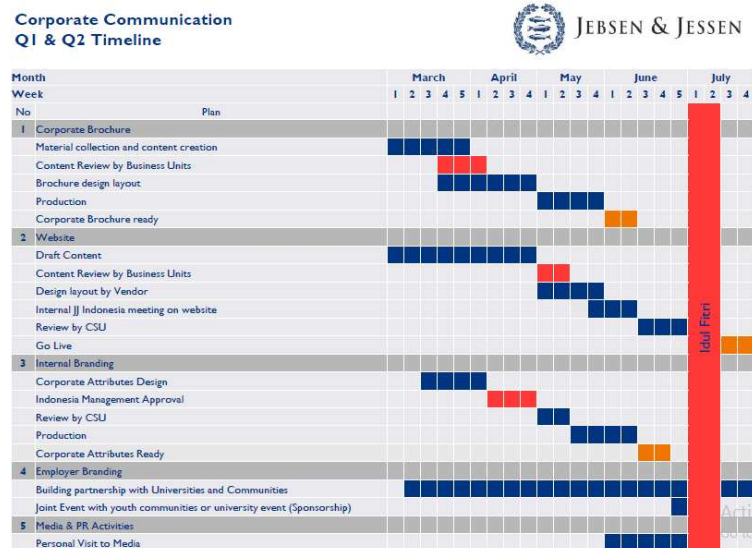 Corporate Communication
Q1 & Q2 Timeline
JEBSEN & JESSEN
Month March April May June July
Week 1 2 3 4 5 1 2 3 4 1 2 3 4 1 2 3 4 5 1 2 3 4
No Plan
1 Corporate Brochure
Material collection and content creation
Content Review by Business Units
Brochure design layout
Production
Corporate Brochure ready
2 Website
Draft Content
Content Review by Business Units
Design layout by Vendor
Internal JJ Indonesia meeting on website
Review by CSU
Go Live
Idul Fitri
3 Internal Branding
Corporate Attributes Design
Indonesia Management Approval
Review by CSU
Production
Corporate Attributes Ready
4 Employer Branding
Building partnership with Universities and Communities
Joint Event with youth communities or university event (Sponsorship)
5 Media & PR Activities
Personal Visit to Media